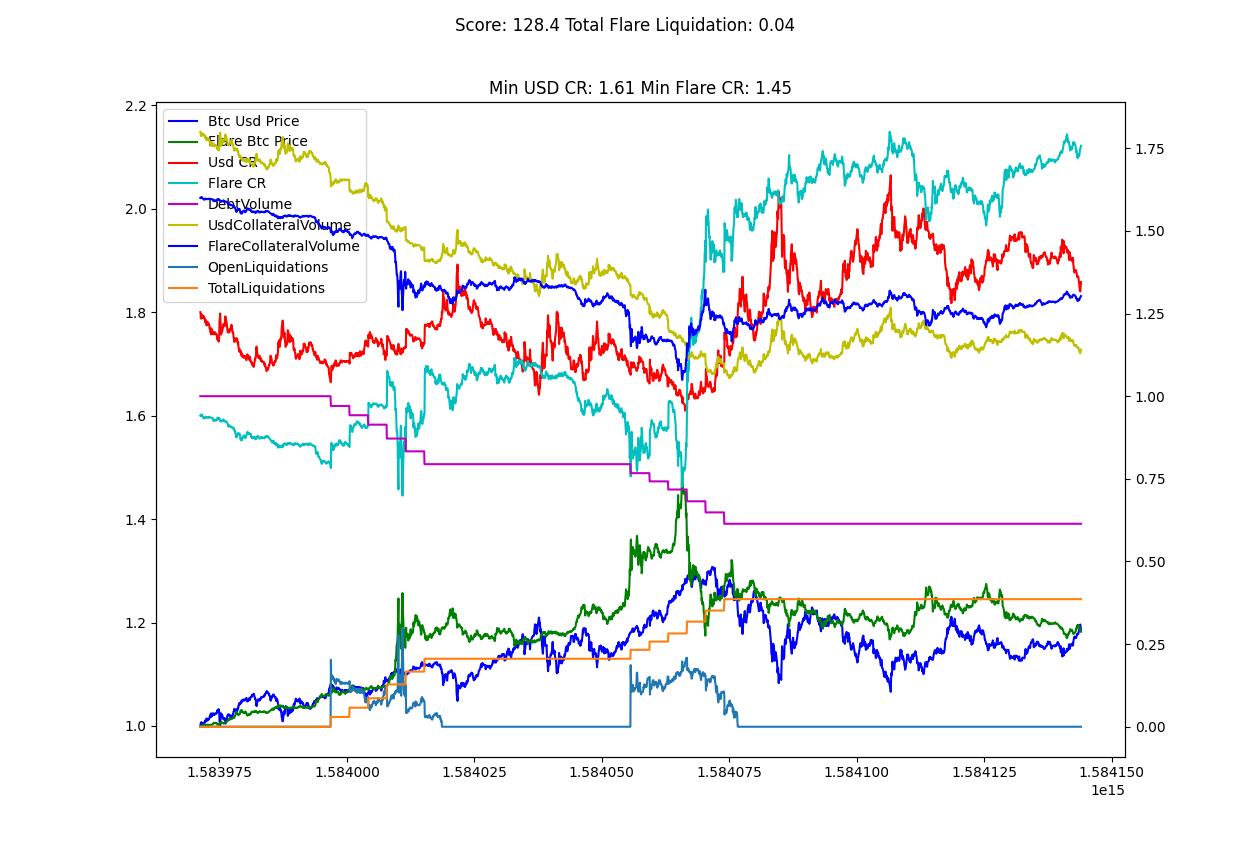 Score: 128.4 Total Flare Liquidation: 0.04
Min USD CR: 1.61 Min Flare CR: 1.45
Btc Usd Price
Flare Btc Price
Usd CR
Flare CR
DebtVolume
UsdCollateralVolume
FlareCollateralVolume
OpenLiquidations
TotalLiquidations
2.2
2.0
1.8
1.6
1.4
1.2
1.0
1.75
1.50
1.25
1.00
0.75
0.50
0.25
0.00
1.583975 1.584000 1.584025 1.584050 1.584075 1.584100 1.584125 1.584150
1e15